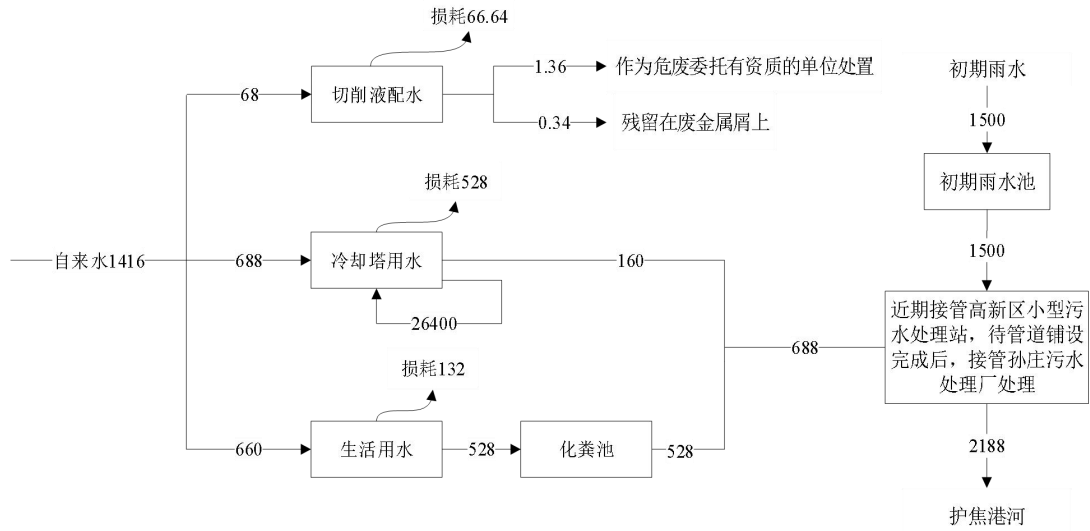 损耗66.64
1.36
作为危废委托有资质的单位处置
68
切削液配水
0.34
残留在废金属屑上
初期雨水
1500
初期雨水池
1500
损耗528
自来水1416
688
冷却塔用水
160
26400
688
近期接管高新区小型污
水处理站，待管道铺设
完成后，接管孙庄污水
处理厂处理
损耗132
660
生活用水
528
化粪池
528
2188
护焦港河